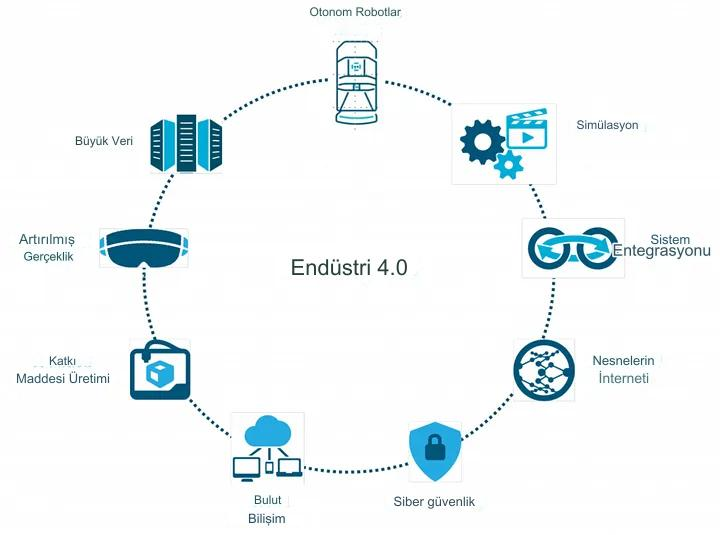 Otonom Robotlar
Simülasyon
Büyük Veri
Sistem
Entegrasyonu
Artırılmış
Gerçeklik
Endüstri 4.0
Katkı
Maddesi Üretimi
Nesnelerin
İnterneti
Bulut
Bilişim
Siber güvenlik